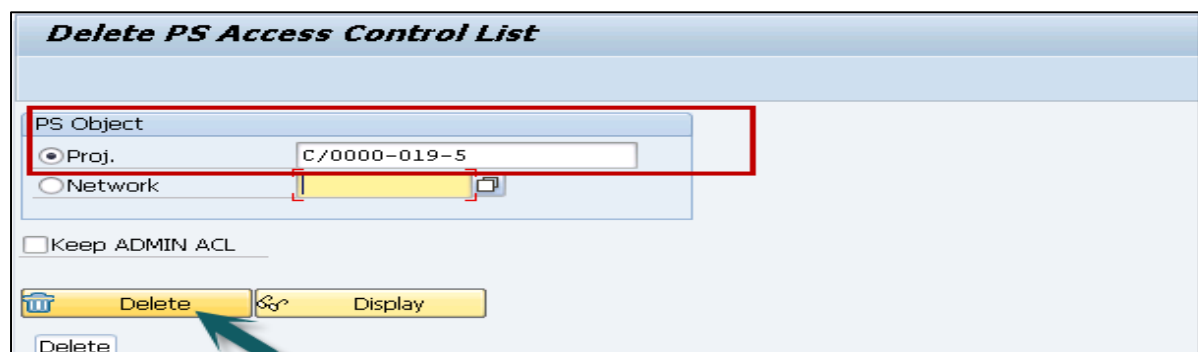 Delete PS Access Control List
PS Object
Proj. C/0000-019-5
Network
Keep ADMIN ACL
Delete Display
Delete